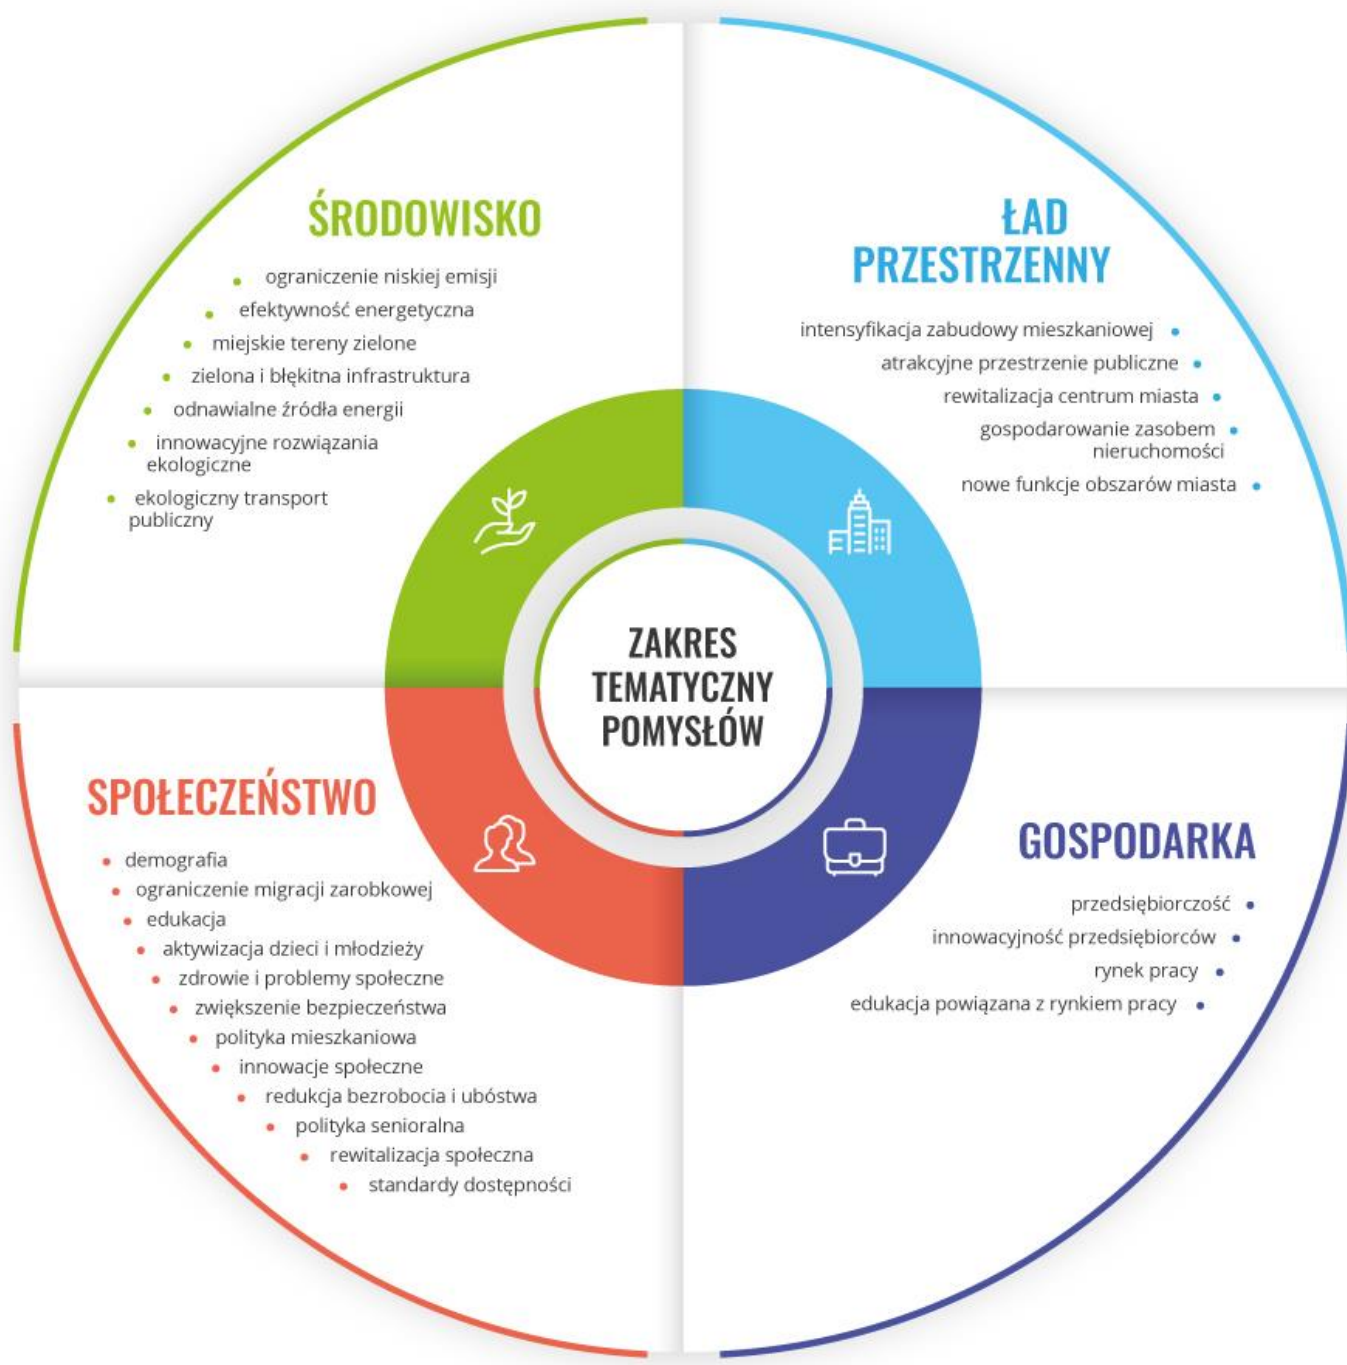 ŚRODOWISKO
ograniczenie niskiej emisji
efektywność energetyczna
miejskie tereny zielone
zielona i błękitna infrastruktura
odnawialne źródła energii
innowacyjne rozwiązania
ekologiczne
ekologiczny transport
publiczny
ŁAD
PRZESTRZENNY
intensyfikacja zabudowy mieszkaniowej
atrakcyjne przestrzenie publiczne
rewitalizacja centrum miasta
gospodarowanie zasobem
nieruchomości
nowe funkcje obszarów miasta
ZAKRES
TEMATYCZNY
POMYSŁÓW
SPOŁECZEŃSTWO
demografia
ograniczenie migracji zarobkowej
edukacja
aktywizacja dzieci i młodzieży
zdrowie i problemy społeczne
zwiększenie bezpieczeństwa
polityka mieszkaniowa
innowacje społeczne
redukcja bezrobocia i ubóstwa
polityka senioralna
rewitalizacja społeczna
standardy dostępności
GOSPODARKA
przedsiębiorczość
innowacyjność przedsiębiorców
rynek pracy
edukacja powiązana z rynkiem pracy